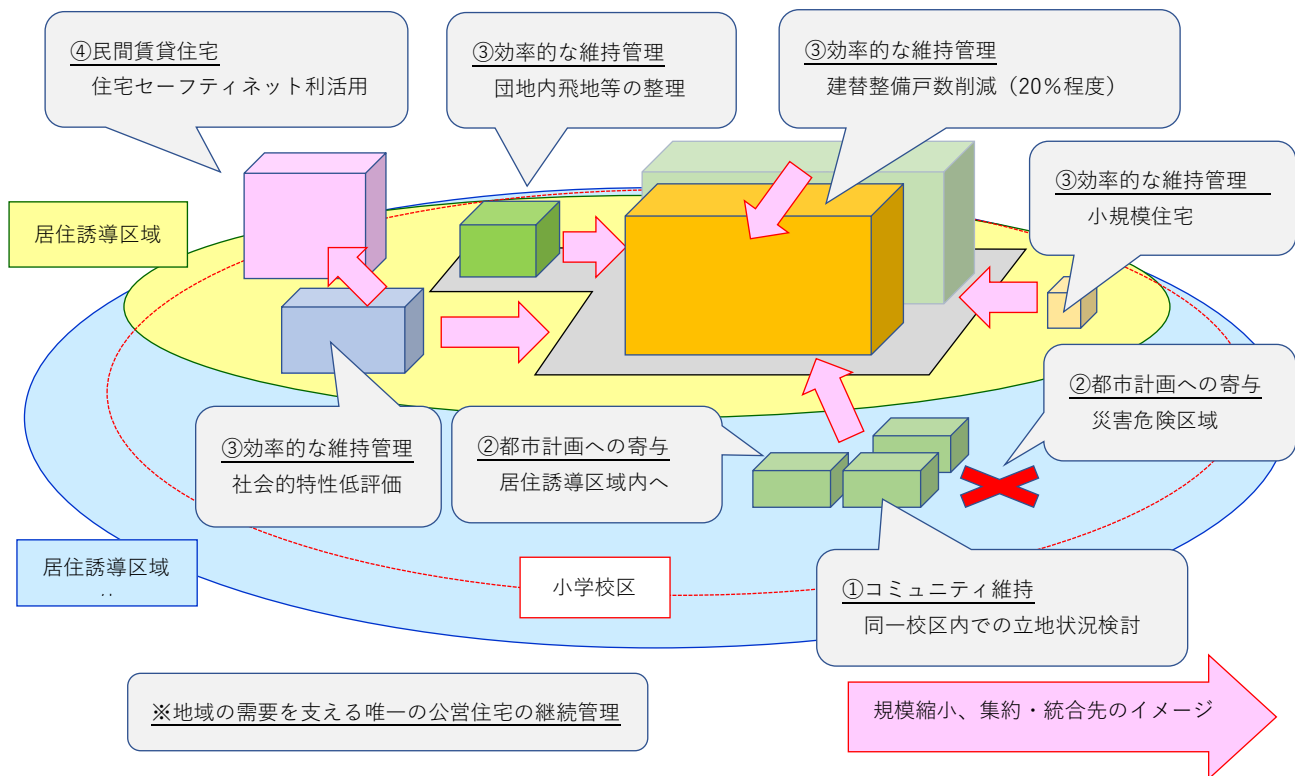 ④民間賃貸住宅
住宅セーフティネット利活用
③効率的な維持管理
団地内飛地等の整理
③効率的な維持管理
建替整備戸数削減（20％程度）
③効率的な維持管理
小規模住宅
居住誘導区域
②都市計画への寄与
災害危険区域
③効率的な維持管理
社会的特性低評価
②都市計画への寄与
居住誘導区域内へ
居住誘導区域
‥
小学校区
①コミュニティ維持
同一校区内での立地状況検討
※地域の需要を支える唯一の公営住宅の継続管理
規模縮小、集約・統合先のイメージ